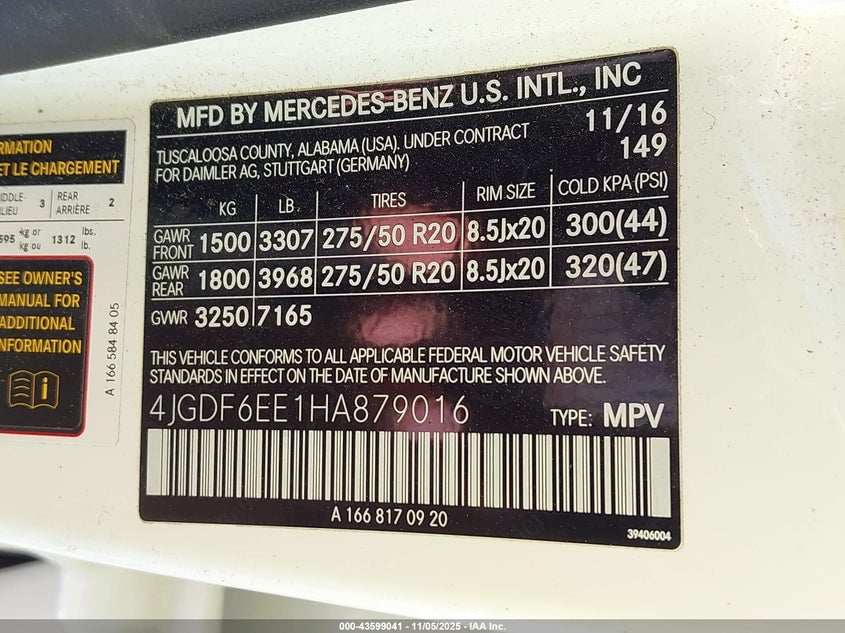 RMATION
ET LE CHARGEMENT
3 REAR 2
ARRIÈRE
kg or 1312 lbs.
kg ou lb.
SEE OWNER'S
MANUAL FOR
ADDITIONAL
INFORMATION
A 166 584 84 05
MFD BY MERCEDES-BENZ U.S. INTL., INC
TUSCALOOSA COUNTY, ALABAMA (USA). UNDER CONTRACT 11/16
FOR DAIMLER AG, STUTTGART (GERMANY) 149
KG LB TIRES RIM SIZE COLD KPA (PSI)
GAWR FRONT 1500 3307 275/50 R20 8.5Jx20 300(44)
GAWR REAR 1800 3968 275/50 R20 8.5Jx20 320(47)
GVWR 3250 7165
THIS VEHICLE CONFORMS TO ALL APPLICABLE FEDERAL MOTOR VEHICLE SAFETY
STANDARDS IN EFFECT ON THE DATE OF MANUFACTURE SHOWN ABOVE.
4JGDF6EE1HA879016 TYPE: MPV
A 166 817 09 20
39406004
000-43599041 - 11/05/2025 - IAA Inc.